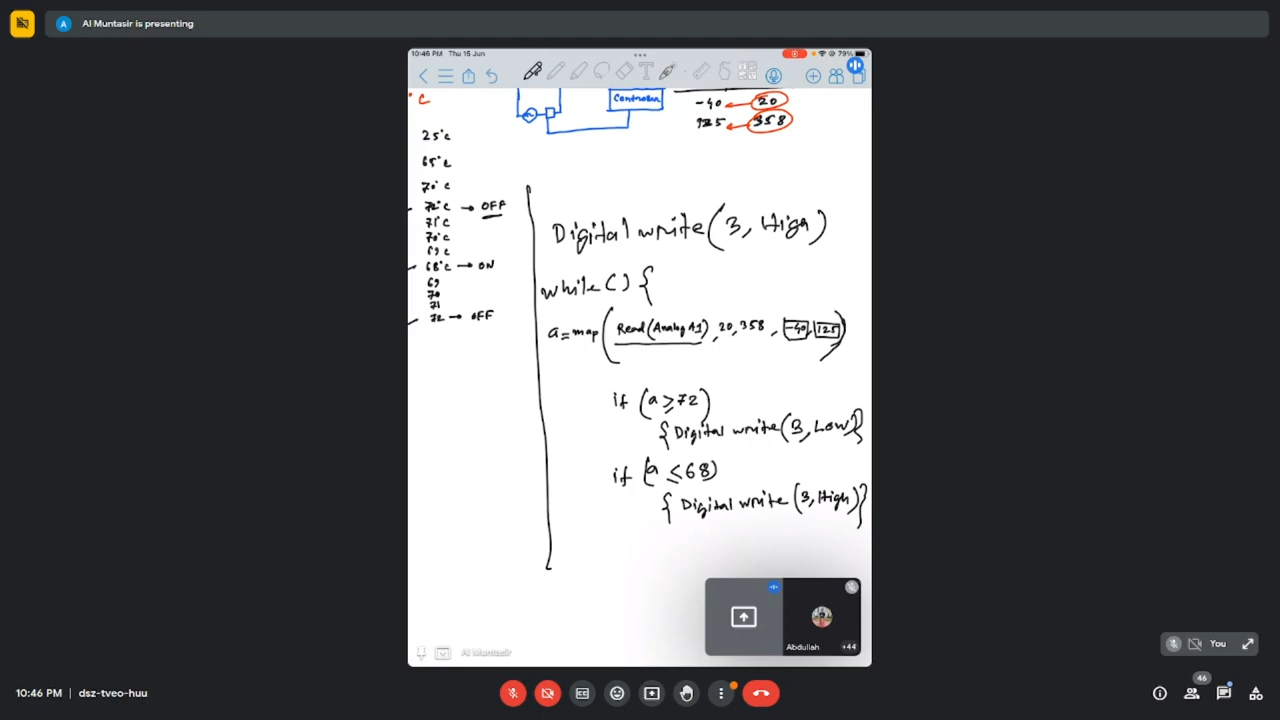 Al Muntasir is presenting
10:46 PM Thu 15 Jun
79%
°C
Controller
-40 20
125 358
25°C
65°C
70°C
72°C → OFF
71°C
70°C
69°C
68°C → ON
69
70
71
72 → OFF
Digital write (3, High)
while () {
a = map (Read (Analog A1), 20, 358, -40, 125)
if (a ≥ 72)
{ Digital write (3, Low) }
if (a ≤ 68)
{ Digital write (3, High) }
Abdullah +44
Al Muntasir
You
10:46 PM | dsz-tveo-huu
46